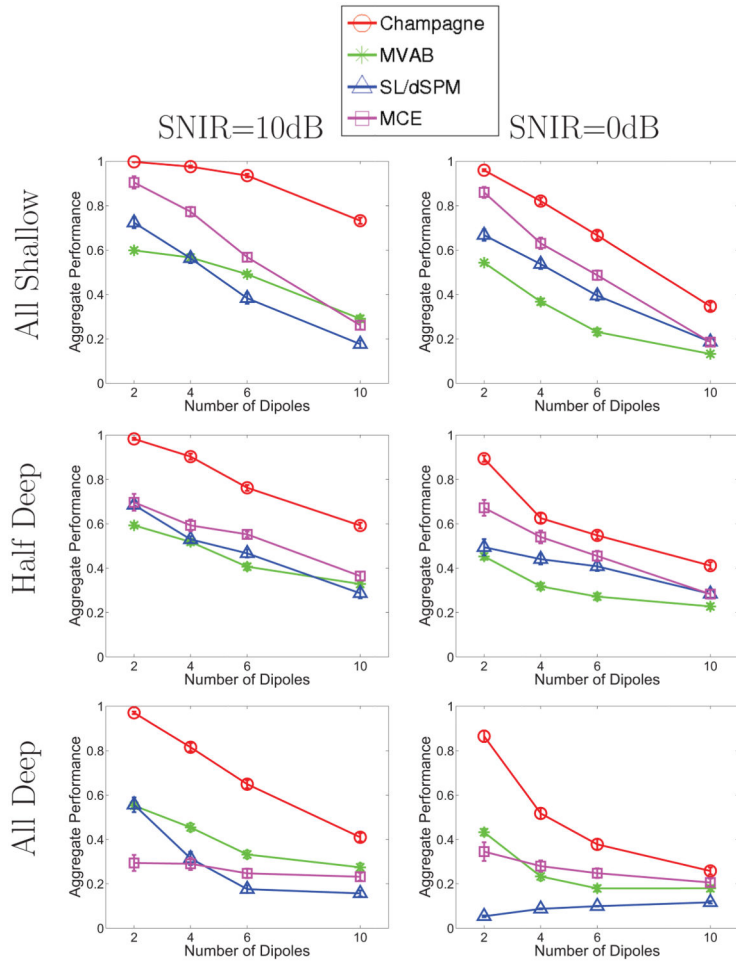 Champagne
MVAB
SL/dSPM
MCE
SNIR=10dB
SNIR=0dB
All Shallow
Aggregate Performance
1
0.8
0.6
0.4
0.2
0
2 4 6 10
Number of Dipoles
Aggregate Performance
1
0.8
0.6
0.4
0.2
0
2 4 6 10
Number of Dipoles
Half Deep
Aggregate Performance
1
0.8
0.6
0.4
0.2
0
2 4 6 10
Number of Dipoles
Aggregate Performance
1
0.8
0.6
0.4
0.2
0
2 4 6 10
Number of Dipoles
All Deep
Aggregate Performance
1
0.8
0.6
0.4
0.2
0
2 4 6 10
Number of Dipoles
Aggregate Performance
1
0.8
0.6
0.4
0.2
0
2 4 6 10
Number of Dipoles